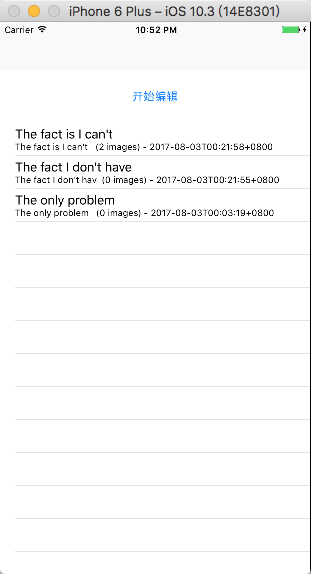 iPhone 6 Plus – iOS 10.3 (14E8301)
Carrier 10:52 PM
开始编辑
The fact is I can't
The fact is I can't (2 images) - 2017-08-03T00:21:58+0800
The fact I don't have
The fact I don't hav (0 images) - 2017-08-03T00:21:55+0800
The only problem
The only problem (0 images) - 2017-08-03T00:03:19+0800